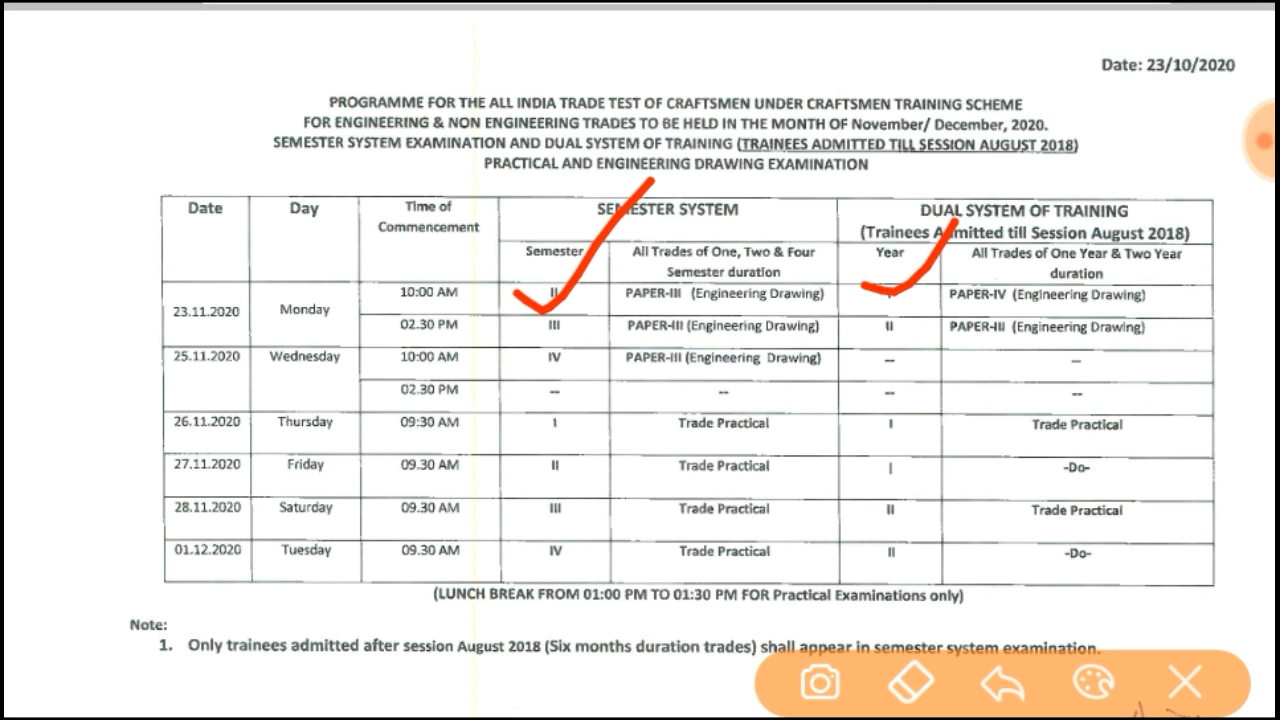 Date: 23/10/2020
PROGRAMME FOR THE ALL INDIA TRADE TEST OF CRAFTSMEN UNDER CRAFTSMEN TRAINING SCHEME
FOR ENGINEERING & NON ENGINEERING TRADES TO BE HELD IN THE MONTH OF November/ December, 2020.
SEMESTER SYSTEM EXAMINATION AND DUAL SYSTEM OF TRAINING (TRAINEES ADMITTED TILL SESSION AUGUST 2018)
PRACTICAL AND ENGINEERING DRAWING EXAMINATION
Date Day Time of Commencement SEMESTER SYSTEM DUAL SYSTEM OF TRAINING
(Trainees Admitted till Session August 2018)
Semester All Trades of One, Two & Four Semester duration Year All Trades of One Year & Two Year duration
23.11.2020 Monday 10:00 AM II PAPER-III (Engineering Drawing) PAPER-IV (Engineering Drawing)
02.30 PM III PAPER-III (Engineering Drawing) II PAPER-III (Engineering Drawing)
25.11.2020 Wednesday 10:00 AM IV PAPER-III (Engineering Drawing) -- --
02.30 PM -- -- -- --
26.11.2020 Thursday 09:30 AM I Trade Practical I Trade Practical
27.11.2020 Friday 09.30 AM II Trade Practical I -Do-
28.11.2020 Saturday 09.30 AM III Trade Practical II Trade Practical
01.12.2020 Tuesday 09.30 AM IV Trade Practical II -Do-
(LUNCH BREAK FROM 01:00 PM TO 01:30 PM FOR Practical Examinations only)
Note:
1. Only trainees admitted after session August 2018 (Six months duration trades) shall appear in semester system examination.